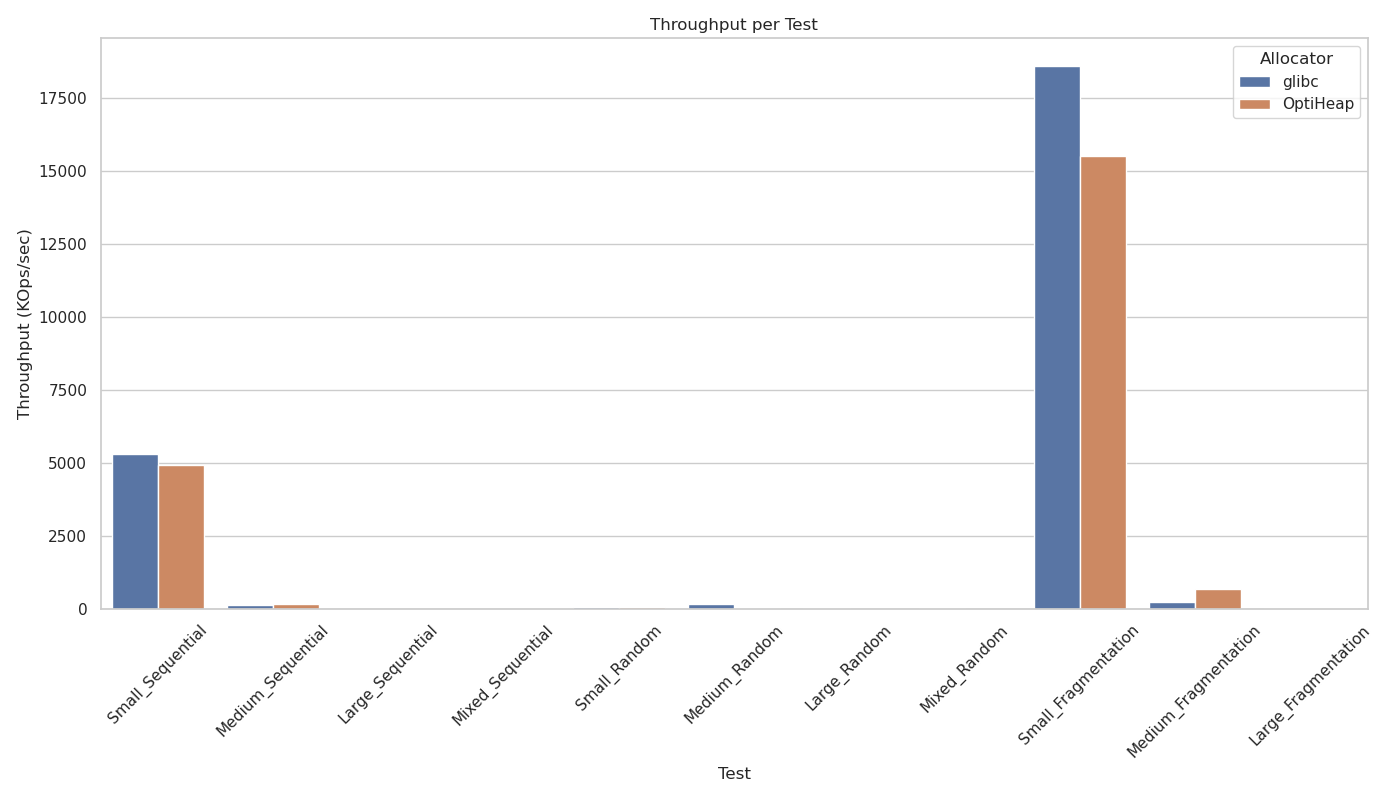 Throughput per Test
Allocator
glibc
OptiHeap
Throughput (KOps/sec)
17500
15000
12500
10000
7500
5000
2500
0
Small_Sequential
Medium_Sequential
Large_Sequential
Mixed_Sequential
Small_Random
Medium_Random
Large_Random
Mixed_Random
Small_Fragmentation
Medium_Fragmentation
Large_Fragmentation
Test